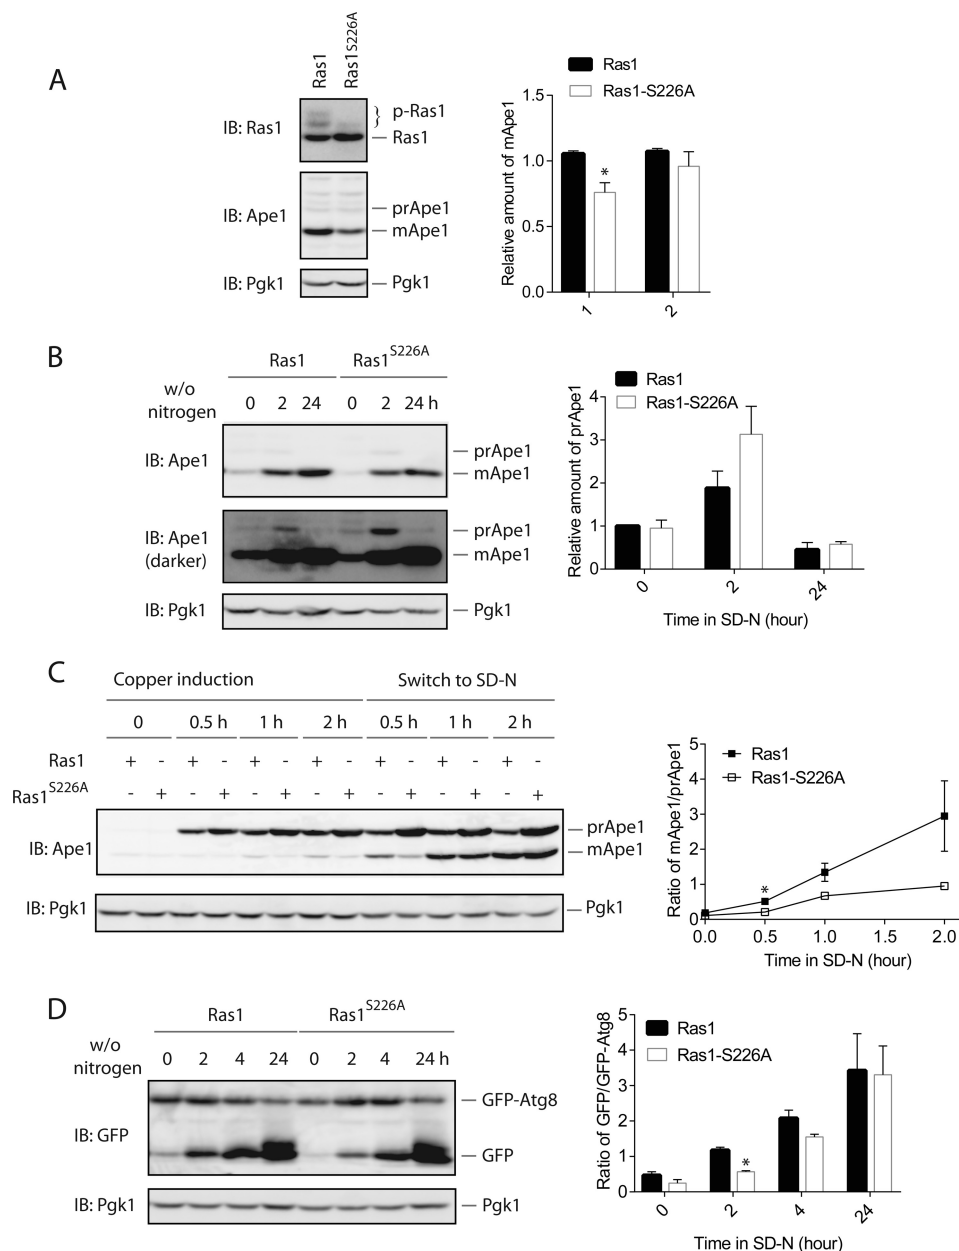 A
Ras1
Ras1S226A
IB: Ras1
p-Ras1
Ras1
IB: Ape1
prApe1
mApe1
IB: Pgk1
Pgk1
Ras1
Ras1-S226A
Relative amount of mApe1
1.5
1.0
0.5
0.0
*
1
2
B
Ras1
Ras1S226A
w/o
nitrogen
0 2 24 0 2 24 h
IB: Ape1
prApe1
mApe1
IB: Ape1
(darker)
prApe1
mApe1
IB: Pgk1
Pgk1
Ras1
Ras1-S226A
Relative amount of prApe1
4
3
2
1
0
0 2 24
Time in SD-N (hour)
C
Copper induction
Switch to SD-N
0 0.5 h 1 h 2 h 0.5 h 1 h 2 h
Ras1 + - + - + - + - + - + - + -
Ras1S226A - + - + - + - + - + - + - +
IB: Ape1
prApe1
mApe1
IB: Pgk1
Pgk1
Ras1
Ras1-S226A
Ratio of mApe1/prApe1
5
4
3
2
1
0
*
0.0 0.5 1.0 1.5 2.0
Time in SD-N (hour)
D
Ras1
Ras1S226A
w/o
nitrogen
0 2 4 24 0 2 4 24 h
IB: GFP
GFP-Atg8
GFP
IB: Pgk1
Pgk1
Ras1
Ras1-S226A
Ratio of GFP/GFP-Atg8
5
4
3
2
1
0
*
0 2 4 24
Time in SD-N (hour)